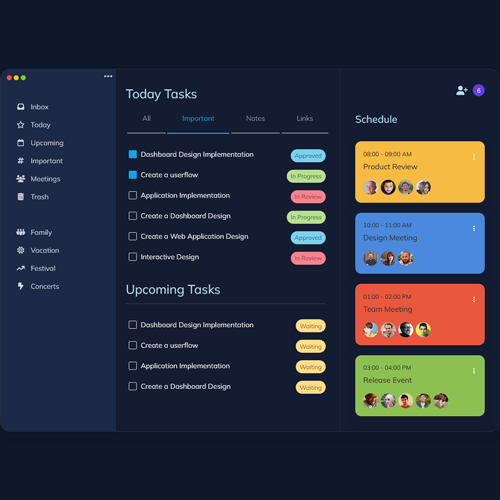 Inbox
Today
Upcoming
Important
Meetings
Trash
Family
Vacation
Festival
Concerts
Today Tasks
All Important Notes Links
Dashboard Design Implementation Approved
Create a userflow In Progress
Application Implementation In Review
Create a Dashboard Design In Progress
Create a Web Application Design Approved
Interactive Design In Review
Upcoming Tasks
Dashboard Design Implementation Waiting
Create a userflow Waiting
Application Implementation Waiting
Create a Dashboard Design Waiting
6
Schedule
08:00 - 09:00 AM
Product Review
10:00 - 11:00 AM
Design Meeting
01:00 - 02:00 PM
Team Meeting
03:00 - 04:00 PM
Release Event